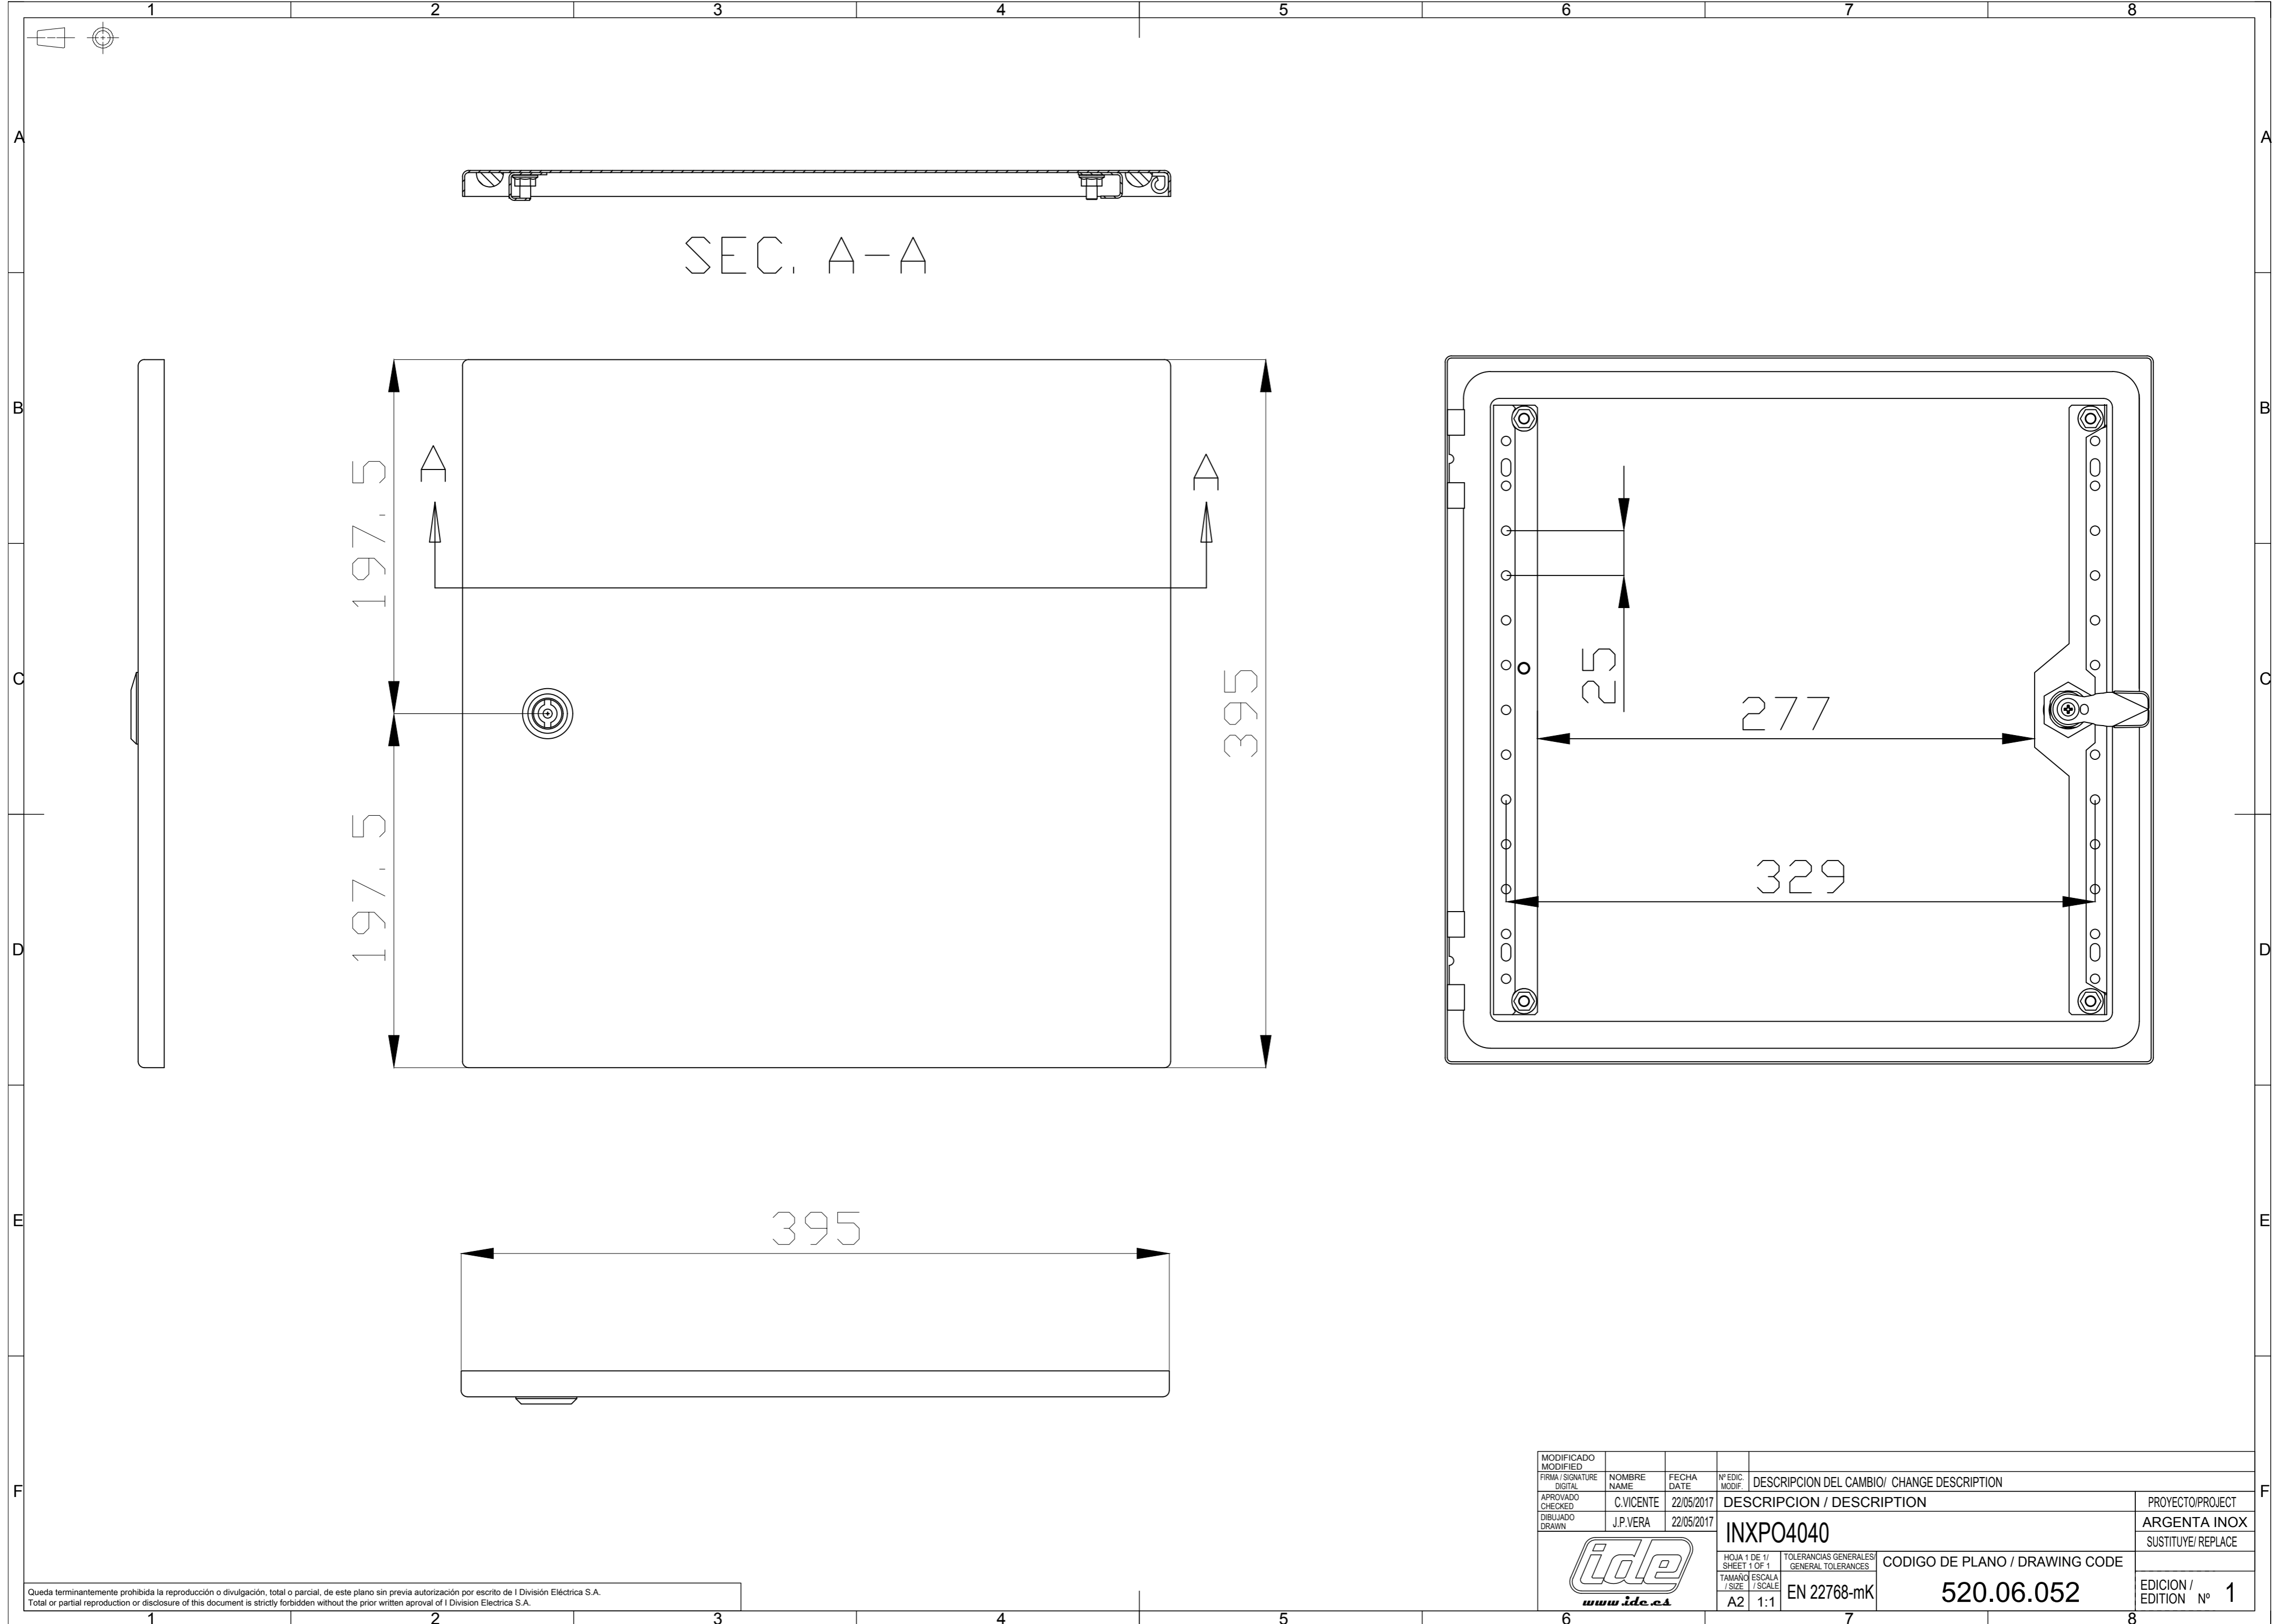 1 2 3 4 5 6 7 8
A A
SEC. A-A
B B
197.5
A A
C C
395
25
277
197.5
329
D D
E E
395
F F
MODIFICADO
MODIFIED
FIRMA / SIGNATURE DIGITAL
NOMBRE NAME
FECHA DATE
Nº EDIC. MODIF.
DESCRIPCION DEL CAMBIO/ CHANGE DESCRIPTION
APROVADO CHECKED
C.VICENTE
22/05/2017
DESCRIPCION / DESCRIPTION
PROYECTO/PROJECT
DIBUJADO DRAWN
J.P.VERA
22/05/2017
INXPO4040
ARGENTA INOX
SUSTITUYE/ REPLACE
ide
www.ide.es
HOJA 1 DE 1/
SHEET 1 OF 1
TOLERANCIAS GENERALES/
GENERAL TOLERANCES
CODIGO DE PLANO / DRAWING CODE
TAMAÑO / SIZE
ESCALA / SCALE
A2
1:1
EN 22768-mK
520.06.052
EDICION /
EDITION Nº 1
Queda terminantemente prohibida la reproducción o divulgación, total o parcial, de este plano sin previa autorización por escrito de I División Eléctrica S.A.
Total or partial reproduction or disclosure of this document is strictly forbidden without the prior written aproval of I Division Electrica S.A.
1 2 3 4 5 6 7 8